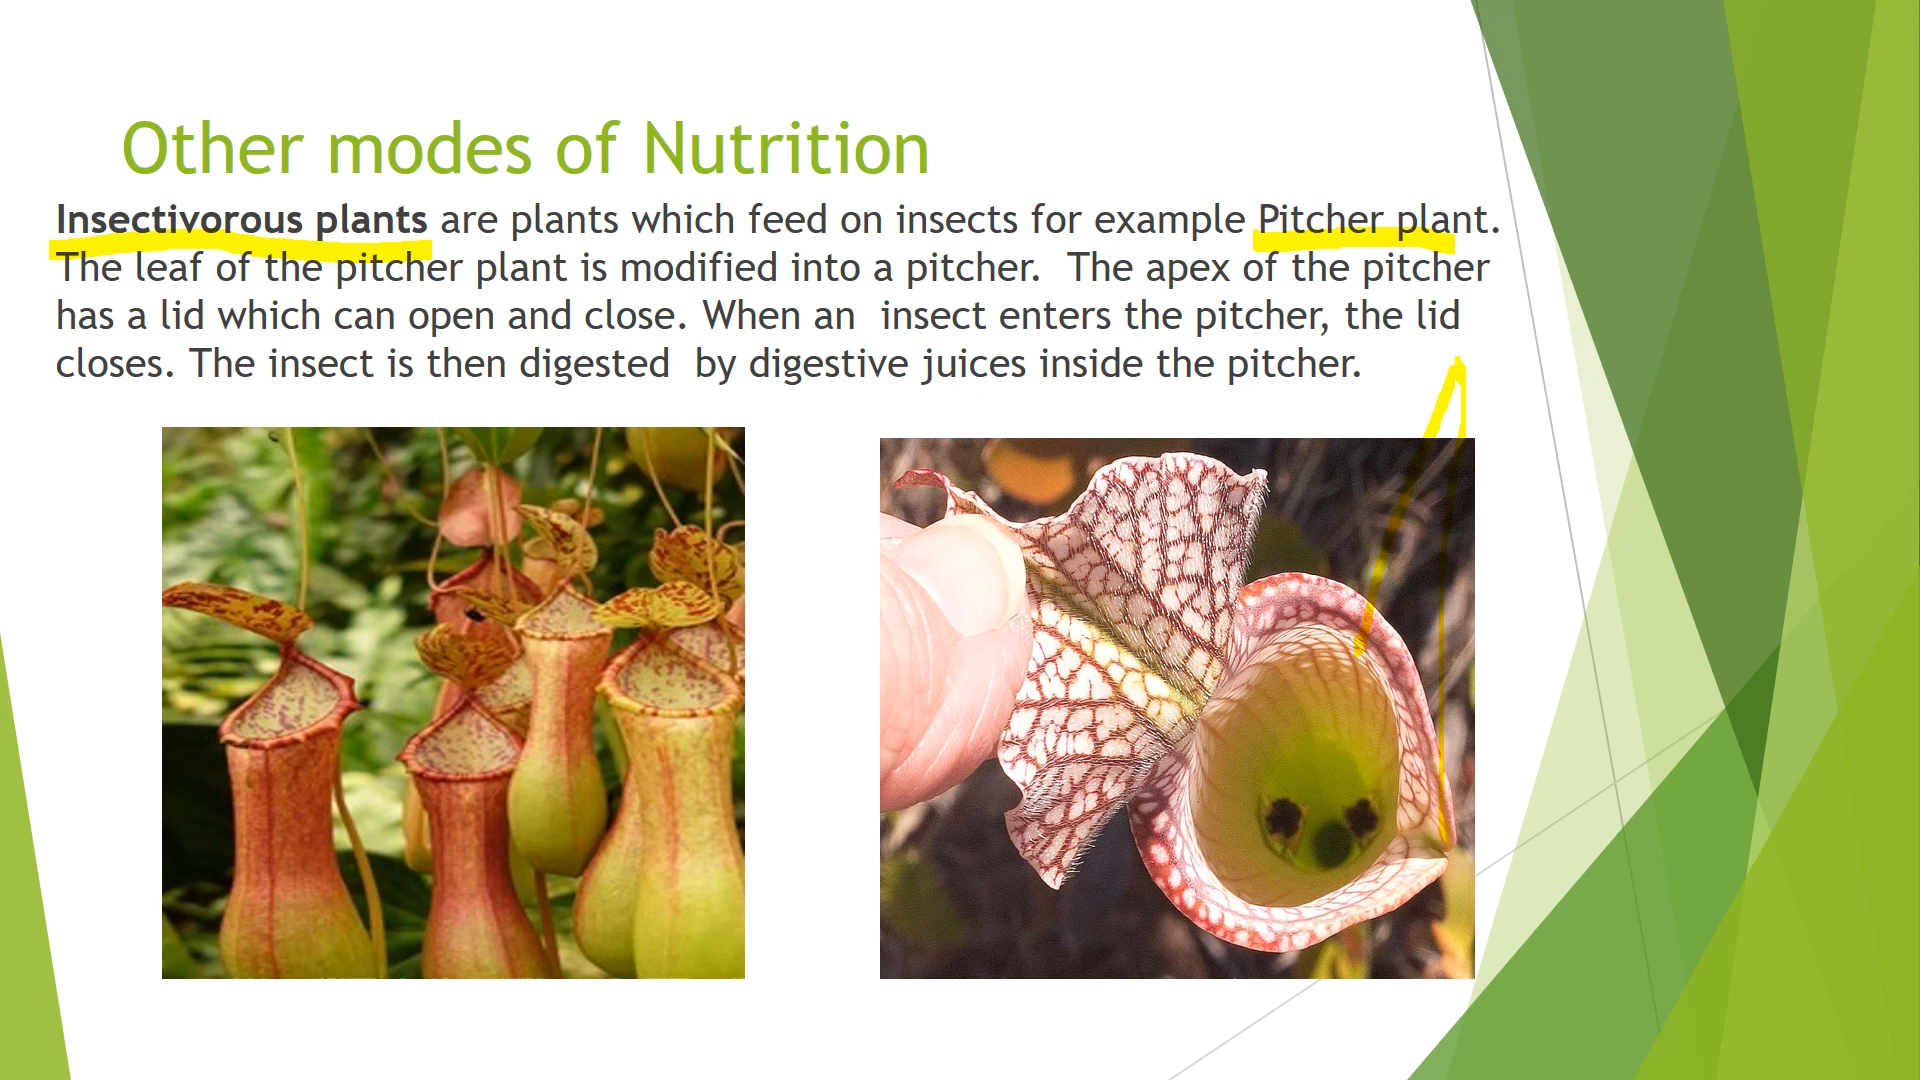 Other modes of Nutrition
Insectivorous plants are plants which feed on insects for example Pitcher plant.
The leaf of the pitcher plant is modified into a pitcher.  The apex of the pitcher
has a lid which can open and close. When an  insect enters the pitcher, the lid
closes. The insect is then digested  by digestive juices inside the pitcher.